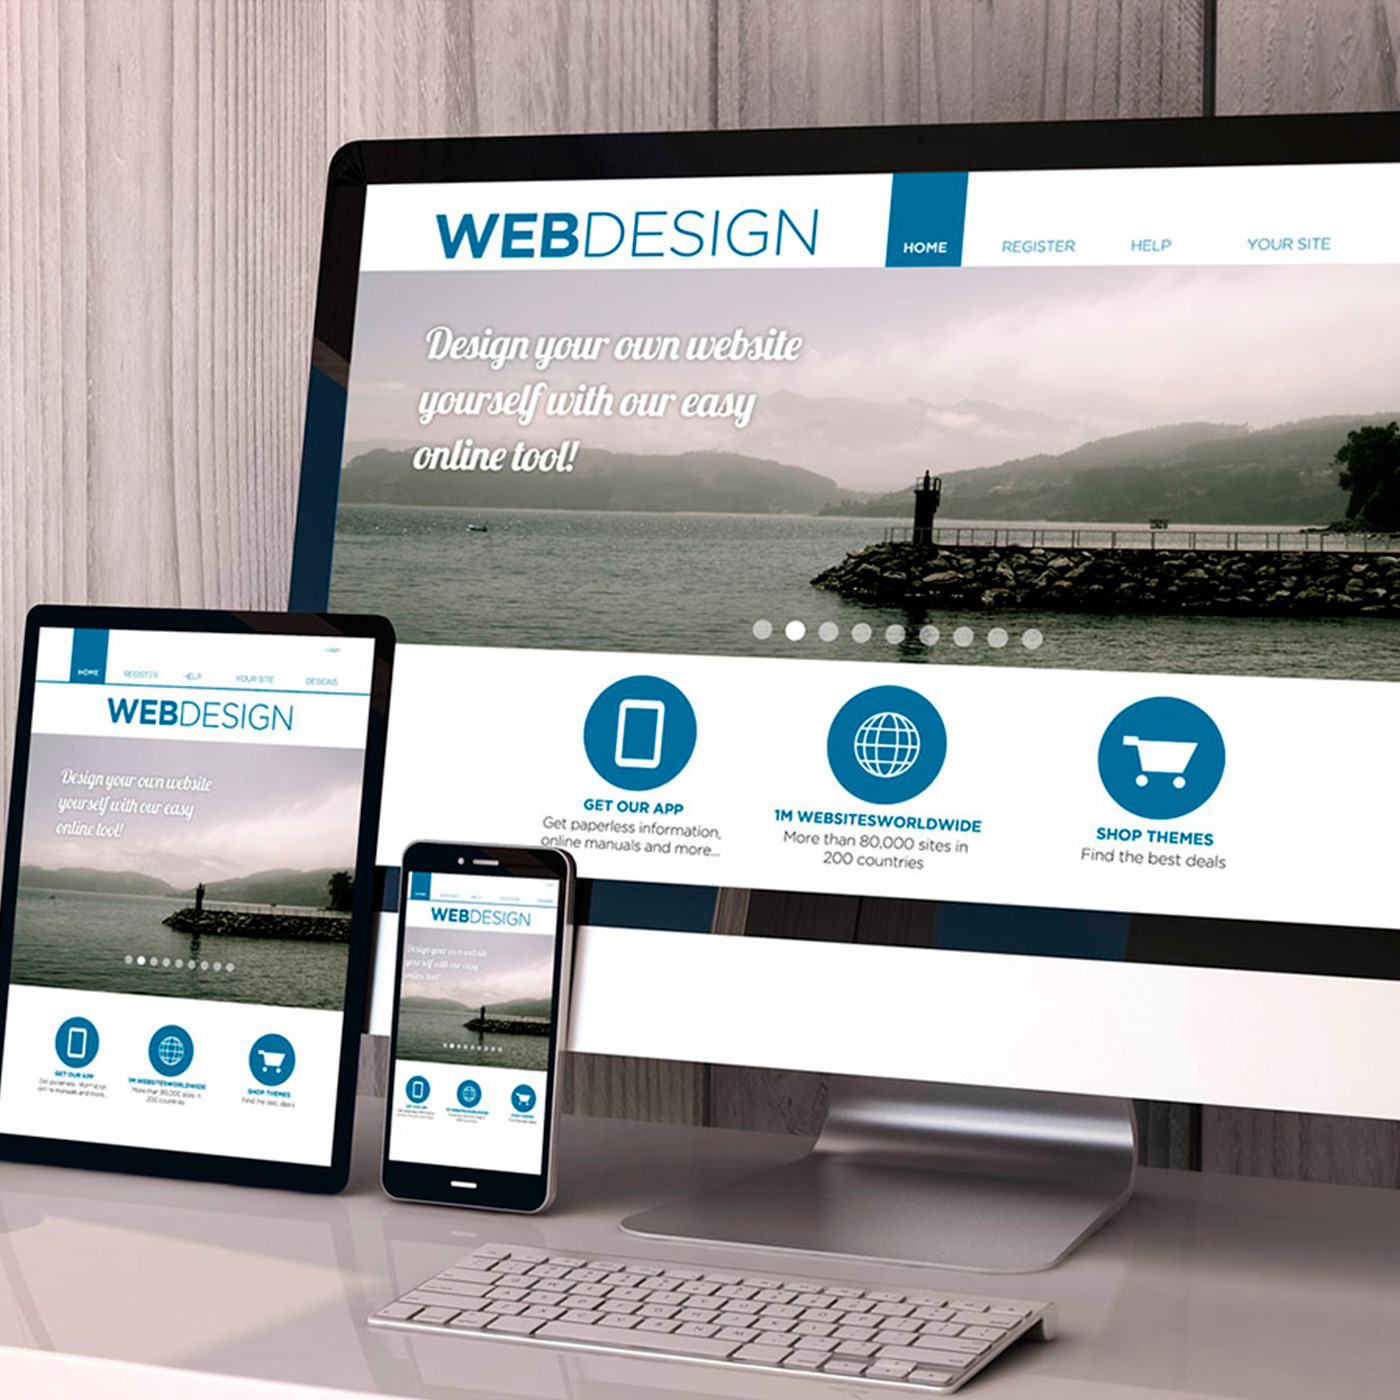 WEBDESIGN
HOME REGISTER HELP YOUR SITE
Design your own website
yourself with our easy
online tool!
GET OUR APP
Get paperless information,
online manuals and more...
1M WEBSITESWORLDWIDE
More than 80,000 sites in
200 countries
SHOP THEMES
Find the best deals
Login
HOME REGISTER HELP YOUR SITE DESIGNS
WEBDESIGN
Design your own website
yourself with our easy
online tool!
GET OUR APP
Get paperless information,
online manuals and more...
1M WEBSITESWORLDWIDE
More than 80,000 sites in
200 countries
SHOP THEMES
Find the best deals
WEBDESIGN
Design your own website
yourself with our easy
online tool!
GET OUR APP
SHOP THEMES